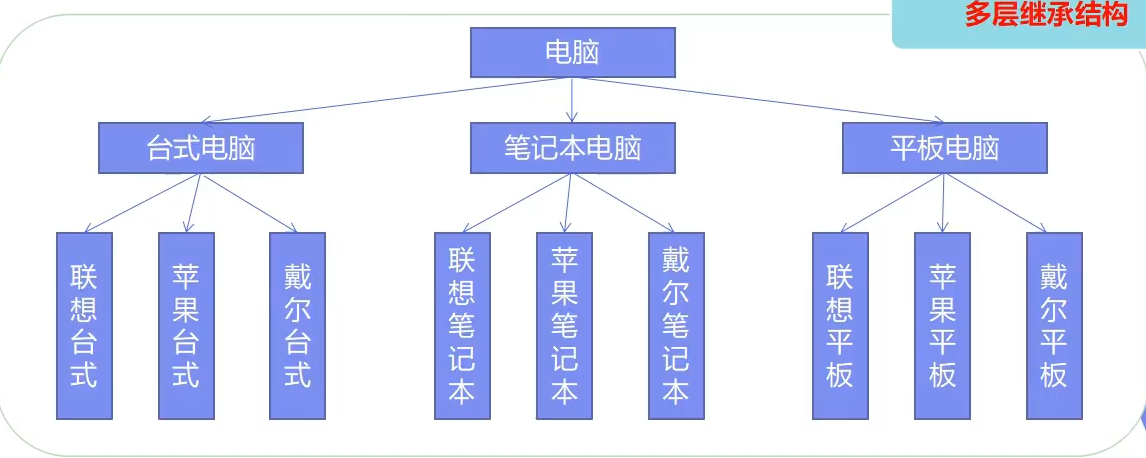 多层继承结构
电脑
台式电脑
笔记本电脑
平板电脑
联想台式
苹果台式
戴尔台式
联想笔记本
苹果笔记本
戴尔笔记本
联想平板
苹果平板
戴尔平板